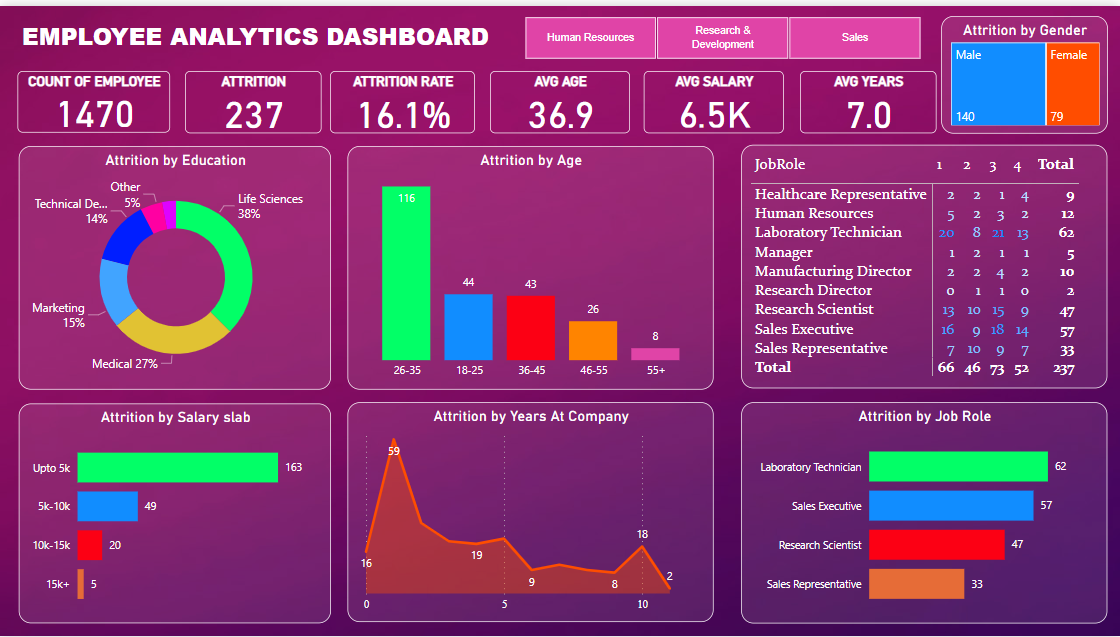 EMPLOYEE ANALYTICS DASHBOARD
Human Resources
Research &
Development
Sales
Attrition by Gender
Male
Female
140
79
COUNT OF EMPLOYEE
1470
ATTRITION
237
ATTRITION RATE
16.1%
AVG AGE
36.9
AVG SALARY
6.5K
AVG YEARS
7.0
Attrition by Education
Other
5%
Life Sciences
38%
Technical De...
14%
Marketing
15%
Medical 27%
Attrition by Age
116
44
43
26
8
26-35 18-25 36-45 46-55 55+
JobRole 1 2 3 4 Total
Healthcare Representative 2 2 1 4 9
Human Resources 5 2 3 2 12
Laboratory Technician 20 8 21 13 62
Manager 1 2 1 1 5
Manufacturing Director 2 2 4 2 10
Research Director 0 1 1 0 2
Research Scientist 13 10 15 9 47
Sales Executive 16 9 18 14 57
Sales Representative 7 10 9 7 33
Total 66 46 73 52 237
Attrition by Salary slab
Upto 5k 163
5k-10k 49
10k-15k 20
15k+ 5
Attrition by Years At Company
59
16
19
9
8
18
2
0 5 10
Attrition by Job Role
Laboratory Technician 62
Sales Executive 57
Research Scientist 47
Sales Representative 33